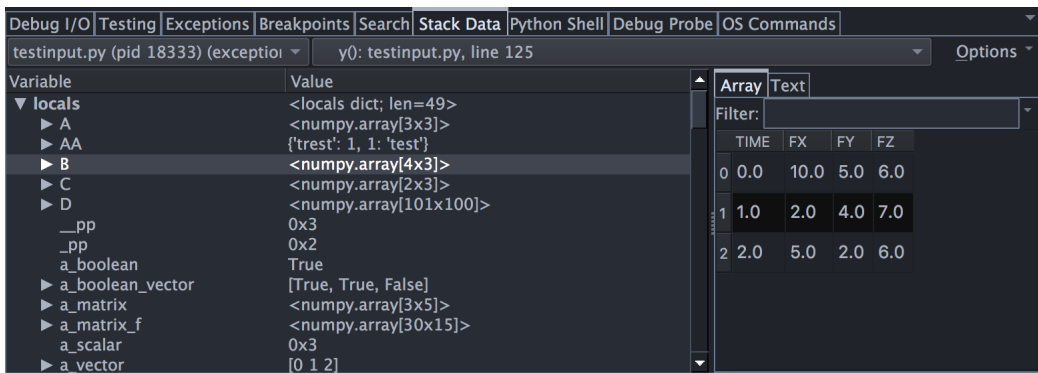 Debug I/O Testing Exceptions Breakpoints Search Stack Data Python Shell Debug Probe OS Commands
testinput.py (pid 18333) (exception y(): testinput.py, line 125 Options
Variable Value
locals <locals dict; len=49>
A <numpy.array[3x3]>
AA {'trest': 1, 1: 'test'}
B <numpy.array[4x3]>
C <numpy.array[2x3]>
D <numpy.array[101x100]>
__pp 0x3
_pp 0x2
a_boolean True
a_boolean_vector [True, True, False]
a_matrix <numpy.array[3x5]>
a_matrix_f <numpy.array[30x15]>
a_scalar 0x3
a_vector [0 1 2]
Array Text
Filter:
TIME FX FY FZ
0 0.0 10.0 5.0 6.0
1 1.0 2.0 4.0 7.0
2 2.0 5.0 2.0 6.0